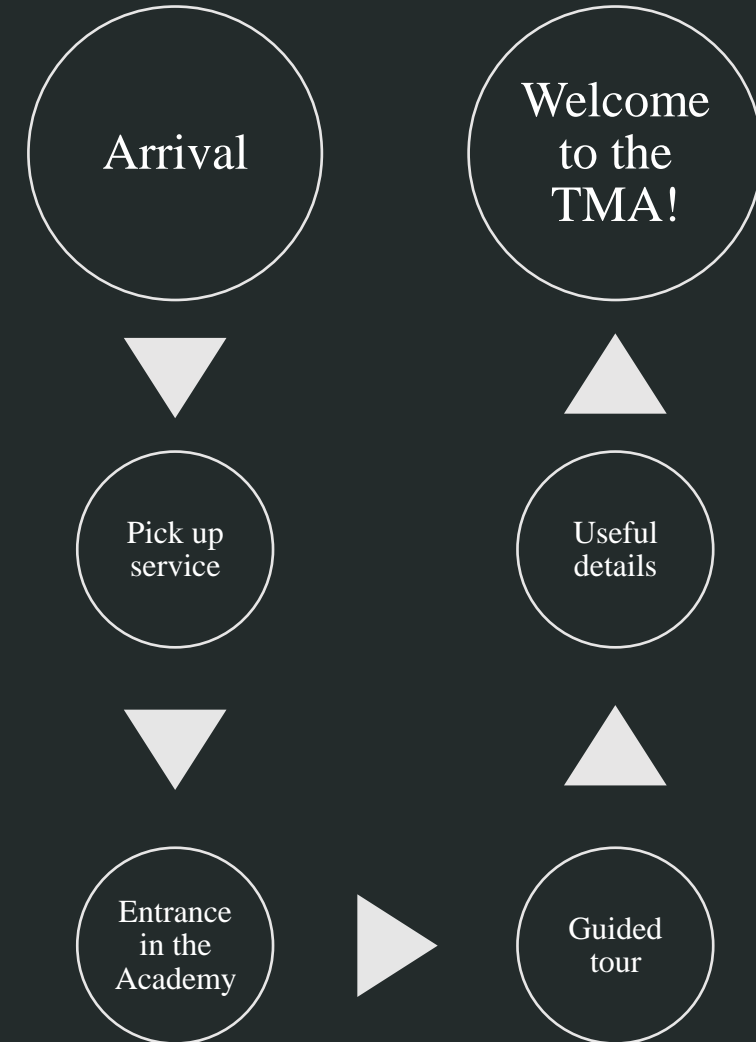 Arrival
Pick up
service
Entrance
in the
Academy
Guided
tour
Useful
details
Welcome
to the
TMA!